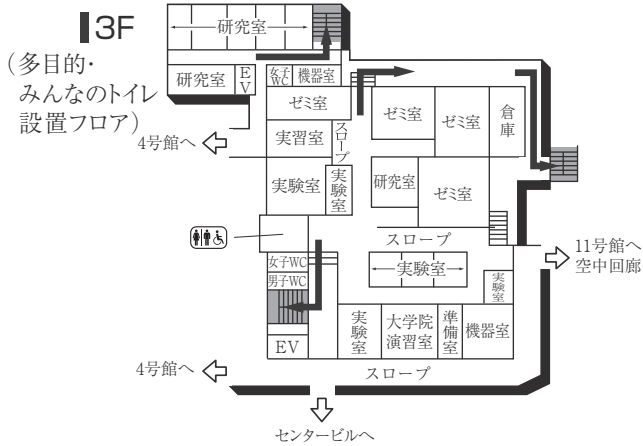 3F
(多目的・
みんなのトイレ
設置フロア)
研究室
研究室
EV
女子WC
機器室
ゼミ室
4号館へ
実習室
スロープ
ゼミ室
ゼミ室
倉庫
実験室
実験室
研究室
ゼミ室
スロープ
11号館へ
空中回廊
女子WC
男子WC
実験室
実験室
EV
実験室
大学院
演習室
準備室
機器室
4号館へ
スロープ
センタービルへ